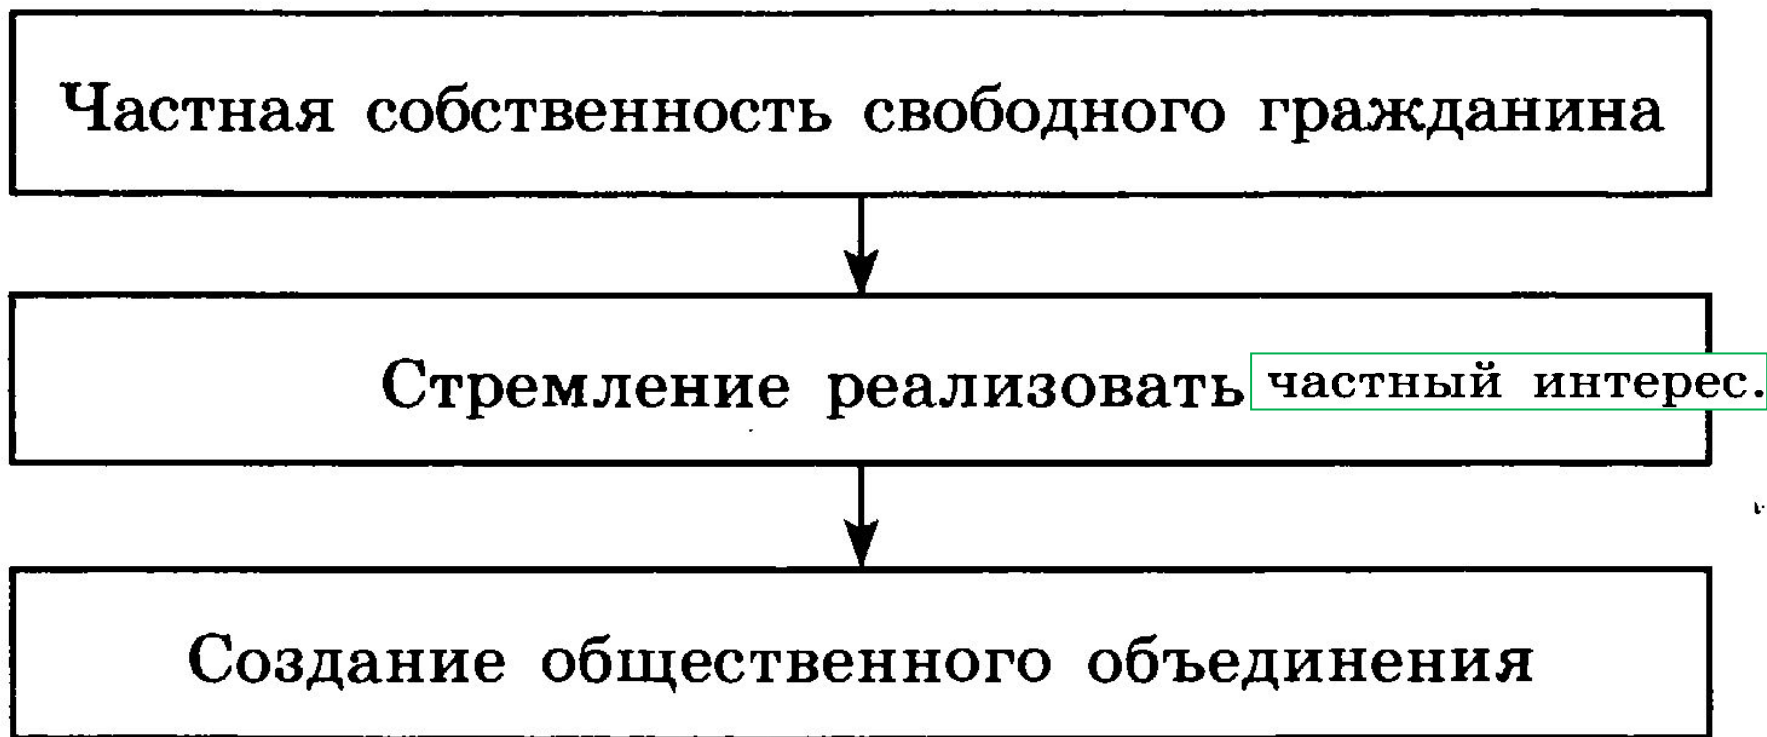 Частная собственность свободного гражданина
Стремление реализовать частный интерес.
Создание общественного объединения